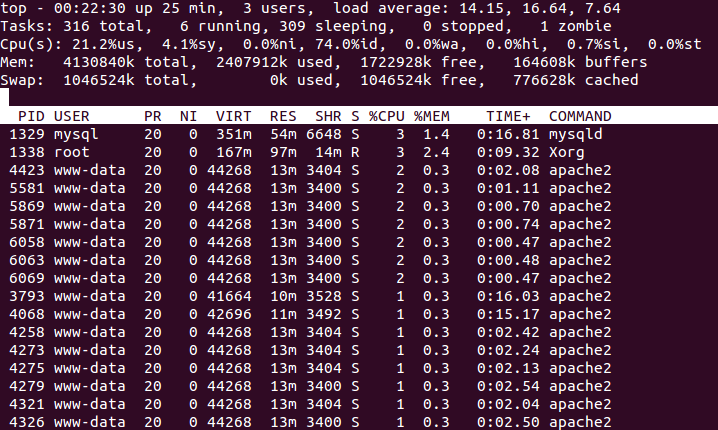 top - 00:22:30 up 25 min,  3 users,  load average: 14.15, 16.64, 7.64
Tasks: 316 total,   6 running, 309 sleeping,   0 stopped,   1 zombie
Cpu(s): 21.2%us,  4.1%sy,  0.0%ni, 74.0%id,  0.0%wa,  0.0%hi,  0.7%si,  0.0%st
Mem:   4130840k total,  2407912k used,  1722928k free,   164608k buffers
Swap:  1046524k total,        0k used,  1046524k free,   776628k cached
PID USER      PR  NI  VIRT  RES  SHR S %CPU %MEM    TIME+  COMMAND
1329 mysql     20   0  351m  54m 6648 S    3  1.4   0:16.81 mysqld
1338 root      20   0  167m  97m  14m R    3  2.4   0:09.32 Xorg
4423 www-data  20   0 44268  13m 3404 S    2  0.3   0:02.08 apache2
5581 www-data  20   0 44268  13m 3400 S    2  0.3   0:01.11 apache2
5869 www-data  20   0 44268  13m 3400 S    2  0.3   0:00.70 apache2
5871 www-data  20   0 44268  13m 3400 S    2  0.3   0:00.74 apache2
6058 www-data  20   0 44268  13m 3400 S    2  0.3   0:00.47 apache2
6063 www-data  20   0 44268  13m 3400 S    2  0.3   0:00.48 apache2
6069 www-data  20   0 44268  13m 3400 S    2  0.3   0:00.47 apache2
3793 www-data  20   0 41664  10m 3528 S    1  0.3   0:16.03 apache2
4068 www-data  20   0 42696  11m 3492 S    1  0.3   0:15.17 apache2
4258 www-data  20   0 44268  13m 3404 S    1  0.3   0:02.42 apache2
4273 www-data  20   0 44268  13m 3404 S    1  0.3   0:02.24 apache2
4275 www-data  20   0 44268  13m 3404 S    1  0.3   0:02.13 apache2
4279 www-data  20   0 44268  13m 3400 S    1  0.3   0:02.54 apache2
4321 www-data  20   0 44268  13m 3404 S    1  0.3   0:02.04 apache2
4326 www-data  20   0 44268  13m 3400 S    1  0.3   0:02.50 apache2